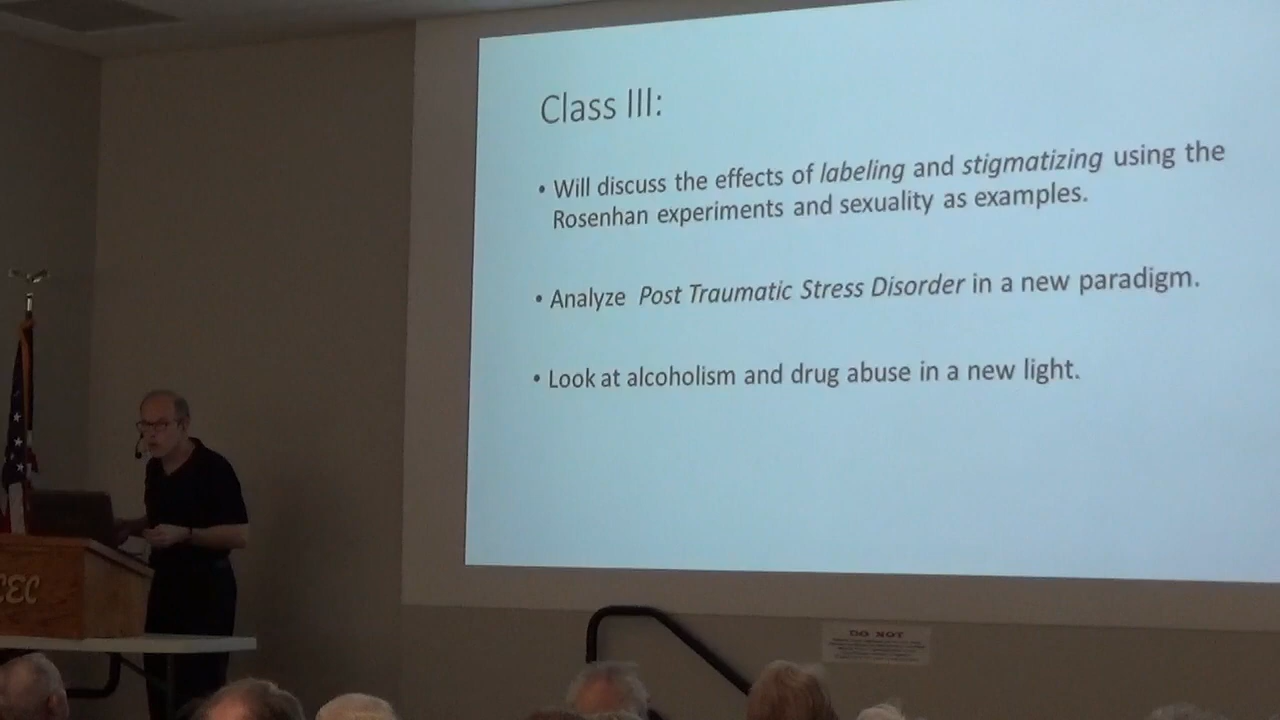 Class III:
• Will discuss the effects of labeling and stigmatizing using the
Rosenhan experiments and sexuality as examples.
• Analyze Post Traumatic Stress Disorder in a new paradigm.
• Look at alcoholism and drug abuse in a new light.
CEC
DO NOT